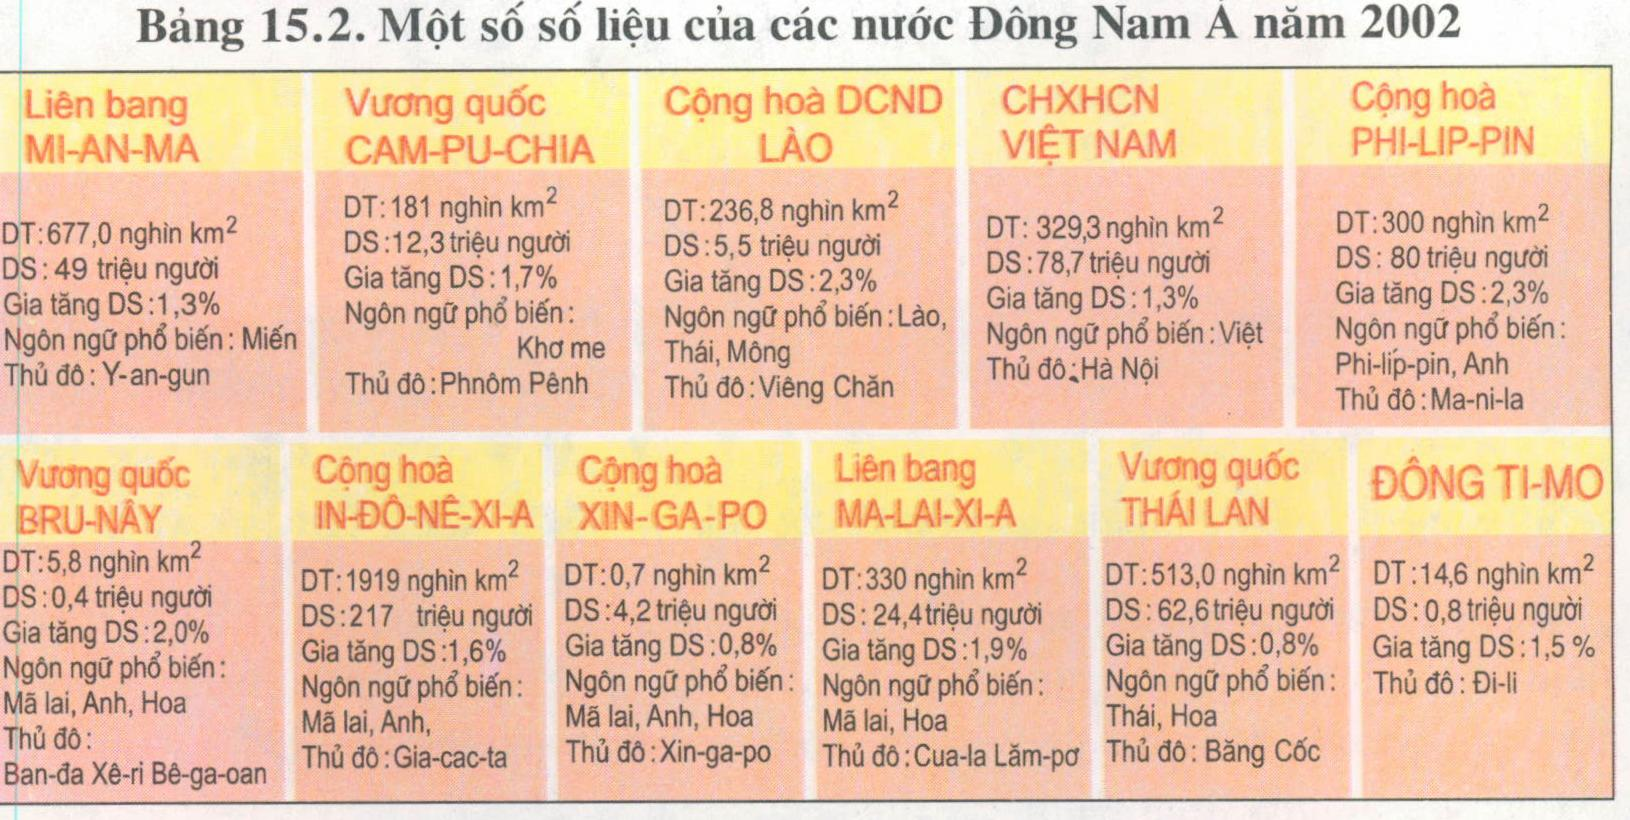 Bảng 15.2. Một số số liệu của các nước Đông Nam Á năm 2002
Liên bang
MI-AN-MA
DT:677,0 nghìn km²
DS: 49 triệu người
Gia tăng DS:1,3%
Ngôn ngữ phổ biến: Miến
Thủ đô: Y-an-gun
Vương quốc
CAM-PU-CHIA
DT:181 nghìn km²
DS:12,3 triệu người
Gia tăng DS:1,7%
Ngôn ngữ phổ biến:
Khơ me
Thủ đô:Phnôm Pênh
Cộng hoà DCND
LÀO
DT:236,8 nghìn km²
DS:5,5 triệu người
Gia tăng DS:2,3%
Ngôn ngữ phổ biến:Lào,
Thái, Mông
Thủ đô:Viêng Chăn
CHXHCN
VIỆT NAM
DT: 329,3 nghìn km²
DS:78,7 triệu người
Gia tăng DS:1,3%
Ngôn ngữ phổ biến:Việt
Thủ đô:Hà Nội
Cộng hoà
PHI-LIP-PIN
DT:300 nghìn km²
DS: 80 triệu người
Gia tăng DS:2,3%
Ngôn ngữ phổ biến:
Phi-líp-pin, Anh
Thủ đô:Ma-ni-la
Vương quốc
BRU-NÂY
DT:5,8 nghìn km²
DS:0,4 triệu người
Gia tăng DS:2,0%
Ngôn ngữ phổ biến:
Mã lai, Anh, Hoa
Thủ đô:
Ban-đa Xê-ri Bê-ga-oan
Cộng hoà
IN-ĐÔ-NÊ-XI-A
DT:1919 nghìn km²
DS:217 triệu người
Gia tăng DS:1,6%
Ngôn ngữ phổ biến:
Mã lai, Anh,
Thủ đô:Gia-cac-ta
Cộng hoà
XIN-GA-PO
DT:0,7 nghìn km²
DS:4,2 triệu người
Gia tăng DS:0,8%
Ngôn ngữ phổ biến:
Mã lai, Anh, Hoa
Thủ đô:Xin-ga-po
Liên bang
MA-LAI-XI-A
DT:330 nghìn km²
DS: 24,4triệu người
Gia tăng DS:1,9%
Ngôn ngữ phổ biến:
Mã lai, Hoa
Thủ đô:Cua-la Lăm-pơ
Vương quốc
THÁI LAN
DT:513,0 nghìn km²
DS: 62,6triệu người
Gia tăng DS:0,8%
Ngôn ngữ phổ biến:
Thái, Hoa
Thủ đô: Băng Cốc
ĐÔNG TI-MO
DT:14,6 nghìn km²
DS: 0,8 triệu người
Gia tăng DS:1,5 %
Thủ đô: Đi-li